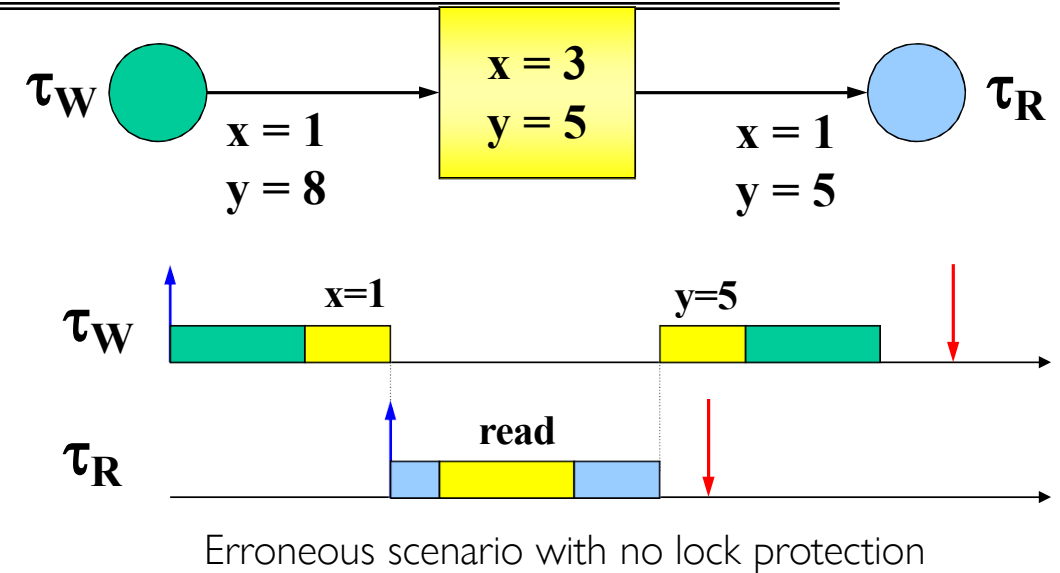 τW
x = 3
y = 5
τR
x = 1
y = 8
x = 1
y = 5
x=1
y=5
τW
read
τR
Erroneous scenario with no lock protection